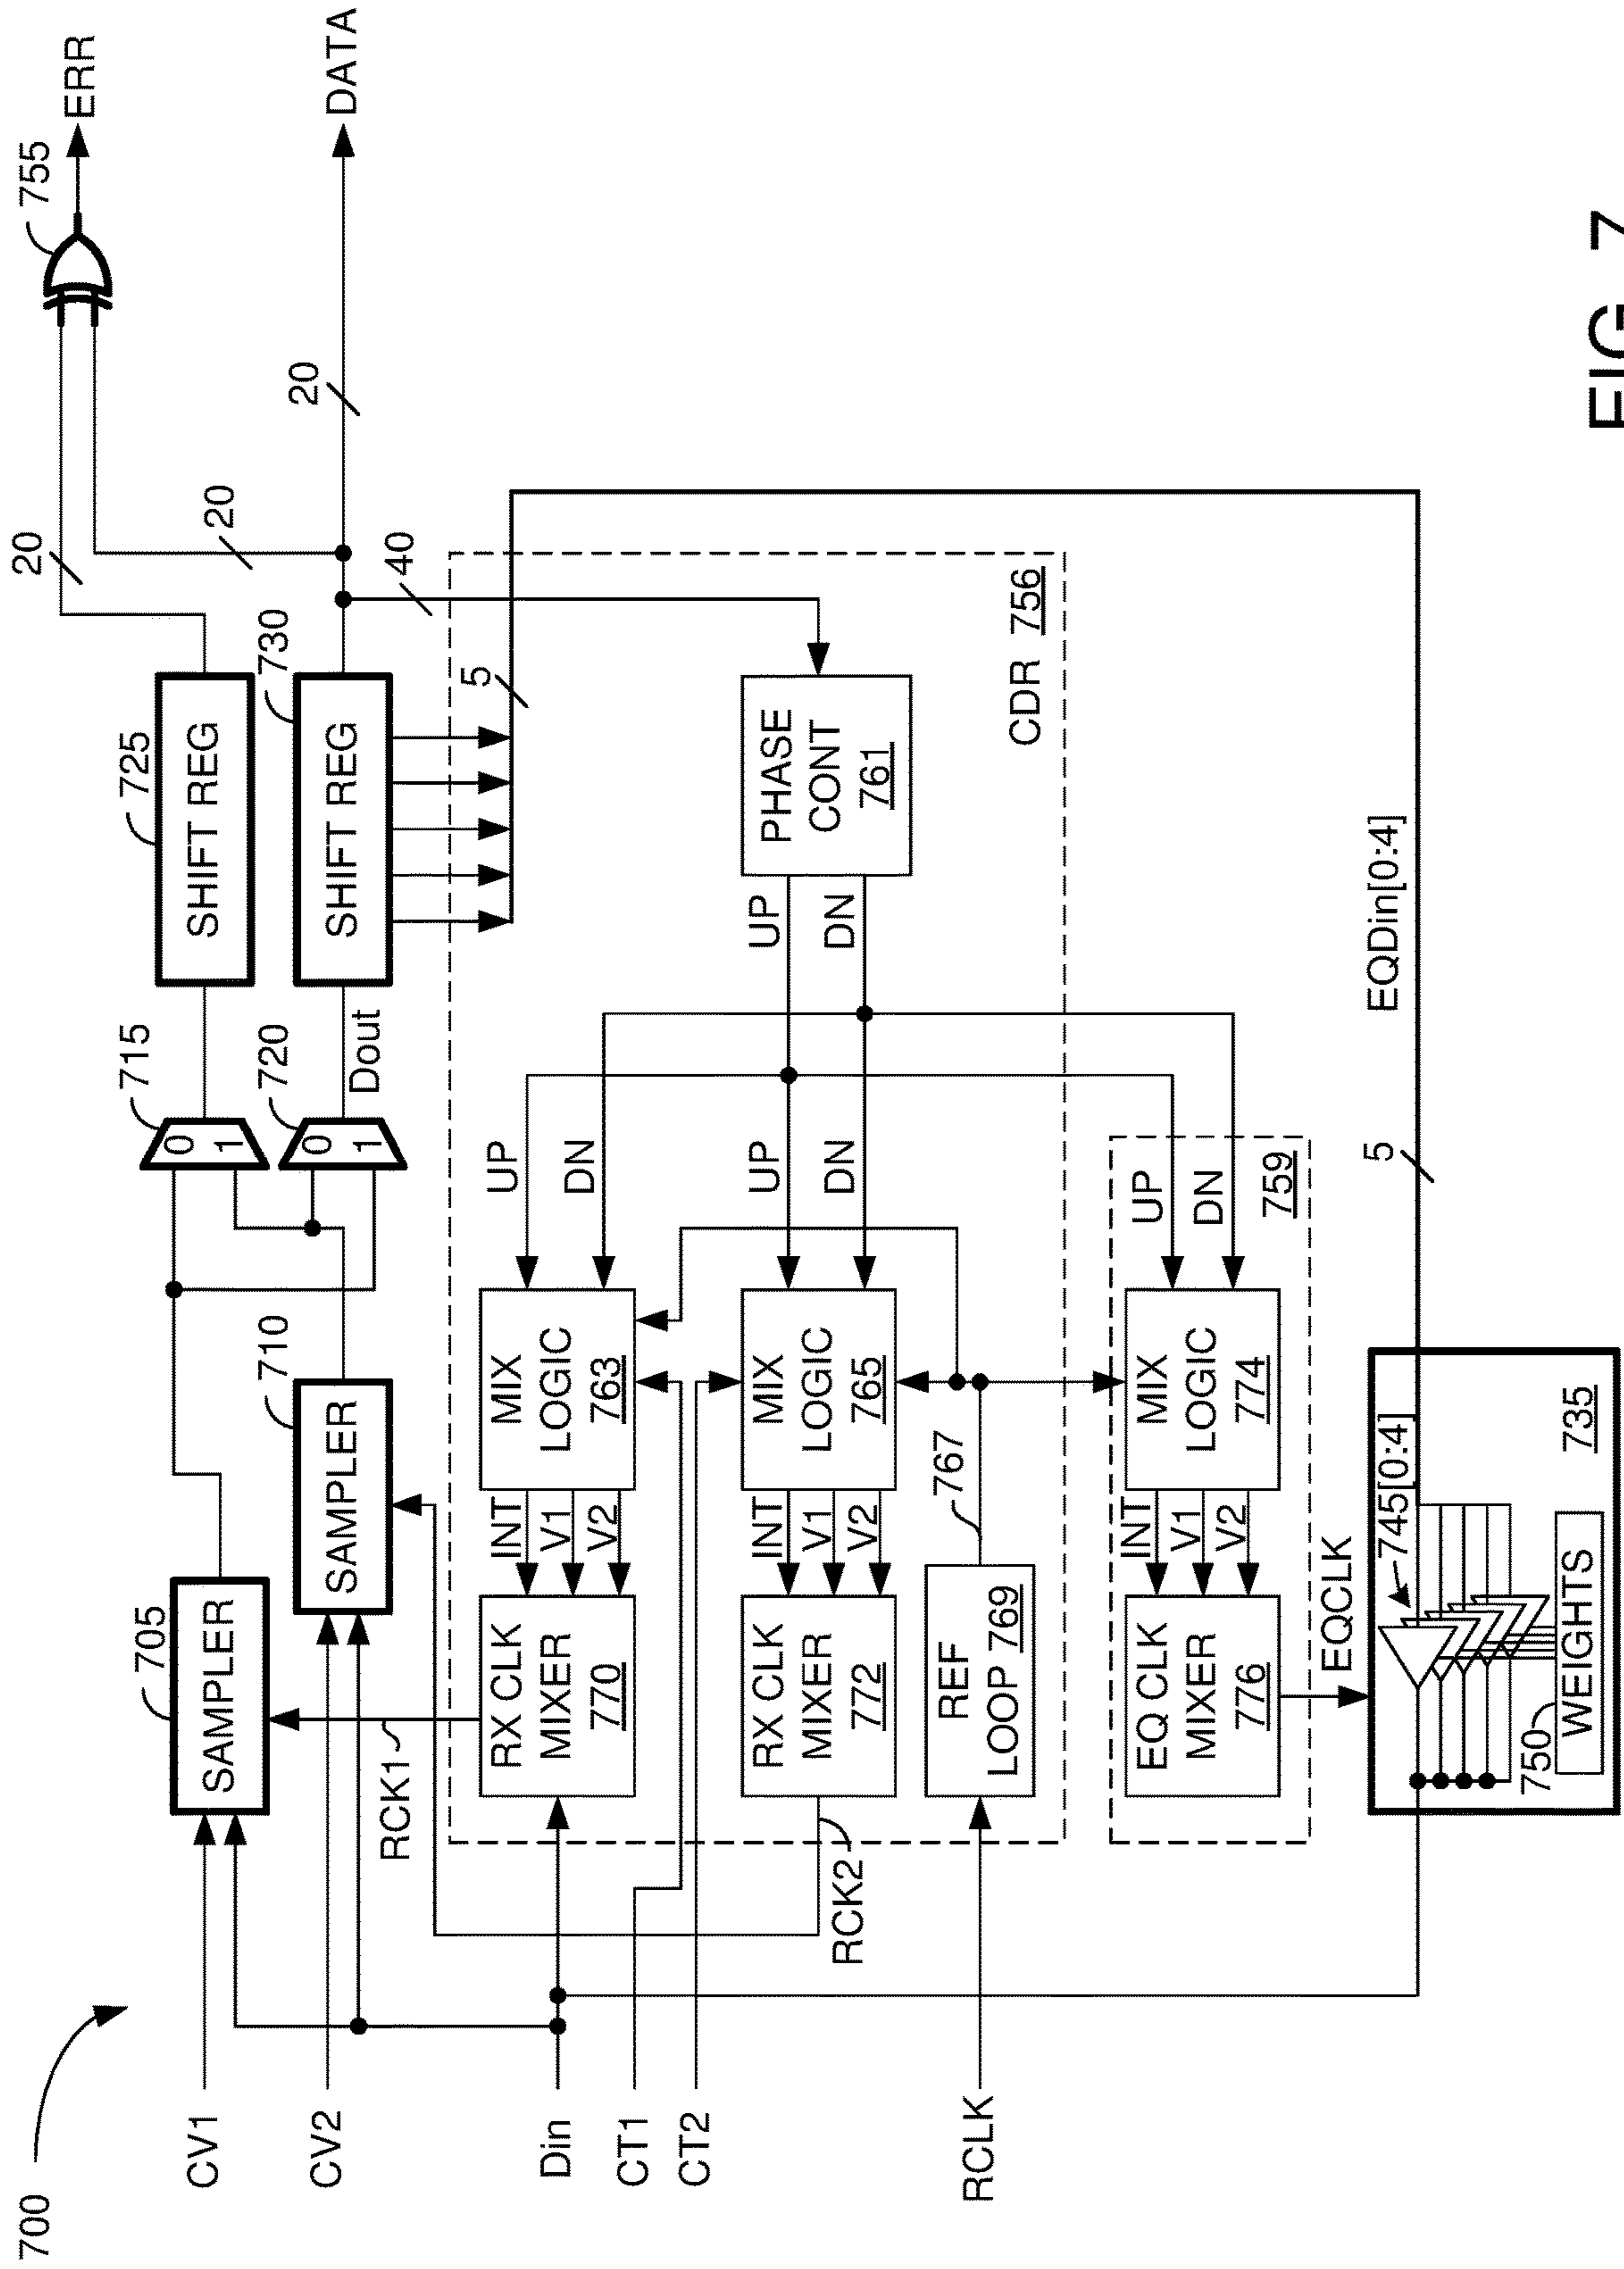 700
CV1
CV2
Din
CT1
CT2
RCLK
705
SAMPLER
710
SAMPLER
715
0
1
720
0
1
Dout
725
SHIFT REG
730
SHIFT REG
20
20
20
40
5
755
ERR
DATA
RCK1
RCK2
RX CLK
MIXER
770
INT
V1
V2
MIX
LOGIC
763
UP
DN
RX CLK
MIXER
772
INT
V1
V2
MIX
LOGIC
765
UP
DN
UP
DN
PHASE
CONT
761
CDR 756
REF
LOOP 769
767
EQ CLK
MIXER
776
INT
V1
V2
MIX
LOGIC
774
UP
DN
759
EQCLK
745[0:4]
735
750
WEIGHTS
5
EQDin[0:4]
FIG. 7